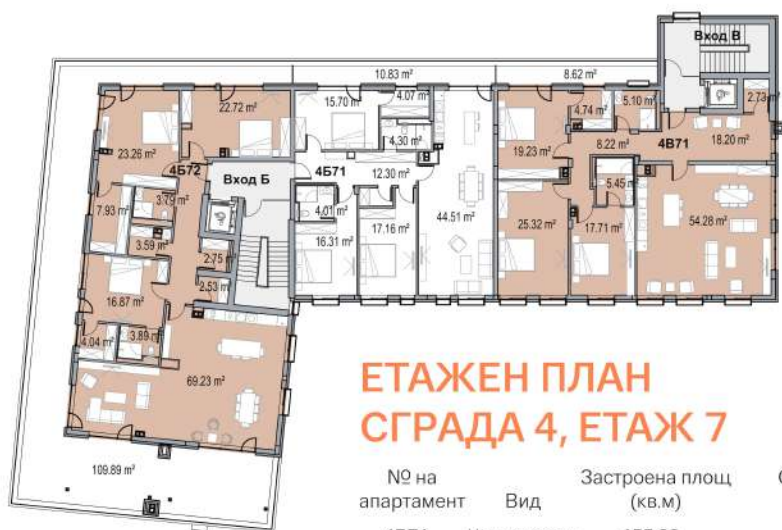 Вход В
10.83 m²
8.62 m²
22.72 m²
15.70 m²
4.07 m²
4.74 m²
5.10 m²
2.73 m²
23.26 m²
4.30 m²
19.23 m²
8.22 m²
4В71
18.20 m²
4Б72
Вход Б
4Б71
12.30 m²
3.79 m²
7.93 m²
4.01 m²
44.51 m²
5.45 m²
3.59 m²
16.31 m²
17.16 m²
25.32 m²
17.71 m²
54.28 m²
2.75 m²
2.53 m²
16.87 m²
4.04 m²
3.89 m²
69.23 m²
109.89 m²
ЕТАЖЕН ПЛАН
СГРАДА 4, ЕТАЖ 7
№ на
апартамент
Вид
Застроена площ
(кв.м)